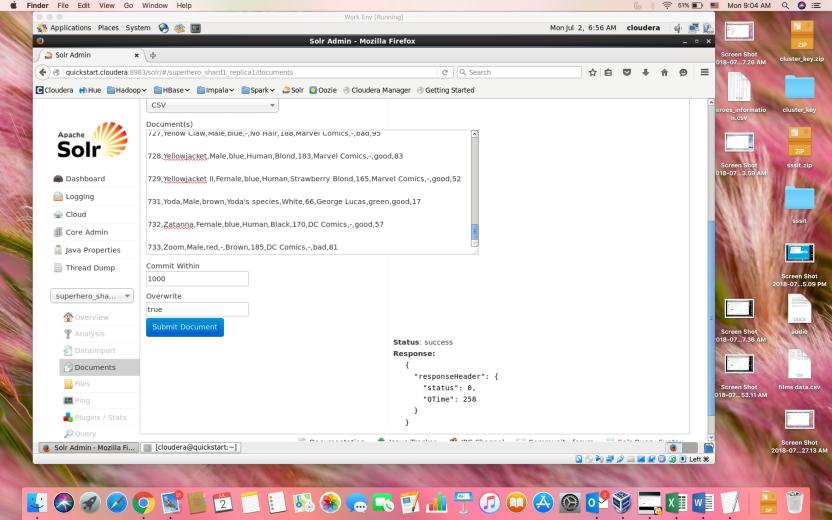 Finder File Edit View Go Window Help 51% Mon 9:04 AM
Work Env [Running]
Applications Places System Mon Jul 2, 6:56 AM cloudera
Solr Admin - Mozilla Firefox
Solr Admin
quickstart.cloudera:8983/solr/#/superhero_shard1_replica1/documents Search
Cloudera Hue Hadoop HBase Impala Spark Solr Oozie Cloudera Manager Getting Started
CSV
Document(s)
727,Yellow Claw,Male,blue,-,No Hair,188,Marvel Comics,-,bad,95
728,Yellowjacket,Male,blue,Human,Blond,183,Marvel Comics,-,good,83
729,Yellowjacket II,Female,blue,Human,Strawberry Blond,165,Marvel Comics,-,good,52
731,Yoda,Male,brown,Yoda's species,White,66,George Lucas,green,good,17
732,Zatanna,Female,blue,Human,Black,170,DC Comics,-,good,57
733,Zoom,Male,red,-,Brown,185,DC Comics,-,bad,81
Commit Within
1000
Overwrite
true
Submit Document
Status: success
Response:
{
"responseHeader": {
"status": 0,
"QTime": 258
}
}
Apache
Solr
Dashboard
Logging
Cloud
Core Admin
Java Properties
Thread Dump
superhero_sha...
Overview
Analysis
Dataimport
Documents
Files
Ping
Plugins / Stats
Query
Solr Admin - Mozilla Fi... [cloudera@quickstart:~]
Left ⌘
Screen Shot
2018-07...7.26 AM
cluster_key.zip
eroes_informatio
n.csv
cluster_key
Screen Shot
018-07...3.59 AM
sssit.zip
sssit
Screen Shot
2018-07...5.09 PM
Screen Shot
018-07...7.36 AM
audio
Screen Shot
018-07...53.11 AM
films data.csv
Screen Shot
2018-07...27.13 AM
ZIP
ZIP
DOCX
JUL
2